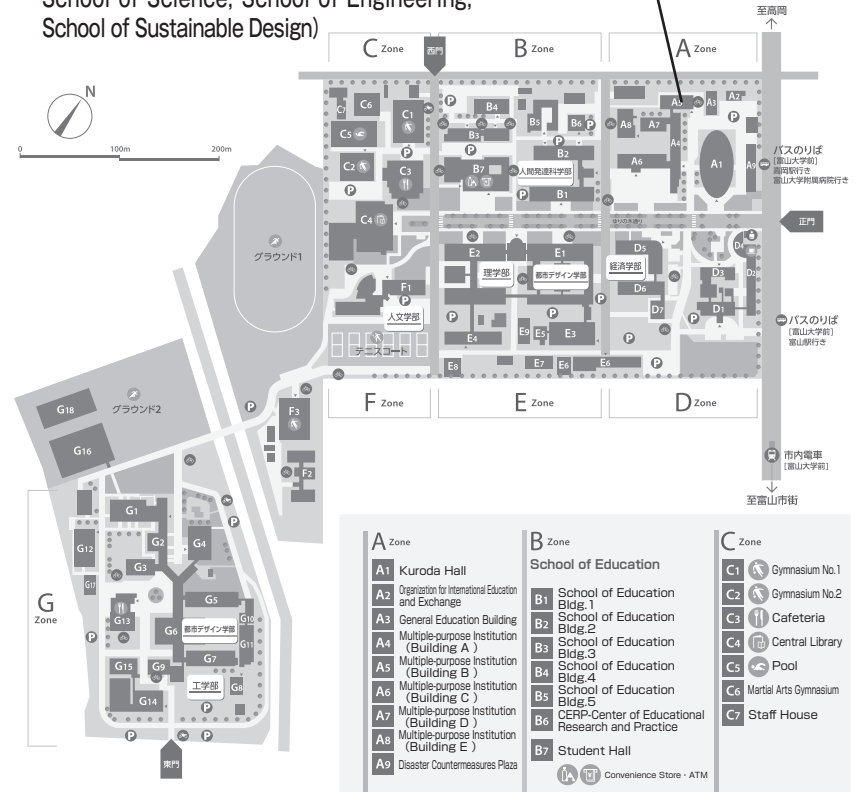 School of Science, School of Engineering,
School of Sustainable Design)
至高岡
C Zone
西門
B Zone
A Zone
N
0 100m 200m
C7
C6
C1
B4
B5
B6
A5
A3
A2
A8
A7
A4
C5
B3
B2
A6
A1
A9
バスのりば
[富山大学前]
高岡駅行き
富山大学附属病院行き
C2
C3
B7
人間発達科学部
B1
C4
正門
グラウンド1
E2
E1
D5
D4
理学部
都市デザイン学部
経済学部
D3
D2
F1
D6
D7
D1
バスのりば
[富山大学前]
富山駅行き
人文学部
テニスコート
E4
E9
E5
E3
E8
E7
E6
E6
F Zone
E Zone
D Zone
G18
グラウンド2
F3
G16
F2
市内電車
[富山大学前]
至富山市街
G
Zone
G1
G2
G4
G12
G3
G17
G5
G13
G6
都市デザイン学部
G10
G11
G7
G15
G9
工学部
G8
G14
東門
A Zone
A1 Kuroda Hall
A2 Organization for International Education
and Exchange
A3 General Education Building
A4 Multiple-purpose Institution
(Building A )
A5 Multiple-purpose Institution
(Building B )
A6 Multiple-purpose Institution
(Building C )
A7 Multiple-purpose Institution
(Building D )
A8 Multiple-purpose Institution
(Building E )
A9 Disaster Countermeasures Plaza
B Zone
School of Education
B1 School of Education
Bldg.1
B2 School of Education
Bldg.2
B3 School of Education
Bldg.3
B4 School of Education
Bldg.4
B5 School of Education
Bldg.5
B6 CERP-Center of Educational
Research and Practice
B7 Student Hall
Convenience Store・ATM
C Zone
C1 Gymnasium No.1
C2 Gymnasium No.2
C3 Cafeteria
C4 Central Library
C5 Pool
C6 Martial Arts Gymnasium
C7 Staff House